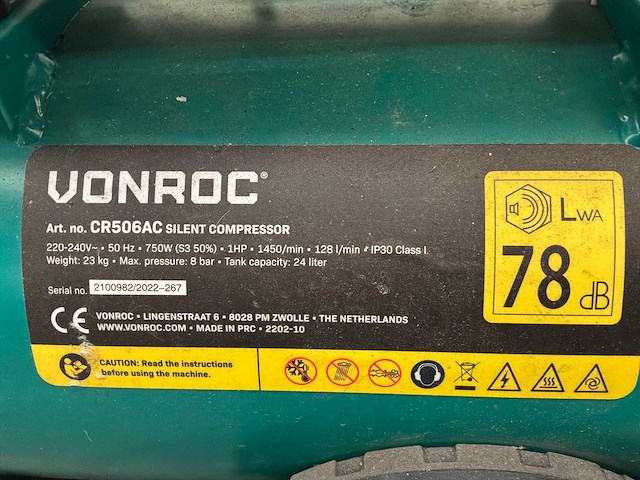 VONROC®
Art. no. CR506AC SILENT COMPRESSOR
220-240V~ • 50 Hz • 750W (S3 50%) • 1HP • 1450/min • 128 l/min • IP30 Class I
Weight: 23 kg • Max. pressure: 8 bar • Tank capacity: 24 liter
Serial no. 2100982/2022-267
CE VONROC • LINGENSTRAAT 6 • 8028 PM ZWOLLE • THE NETHERLANDS
WWW.VONROC.COM • MADE IN PRC • 2202-10
LWA
78 dB
CAUTION: Read the instructions
before using the machine.